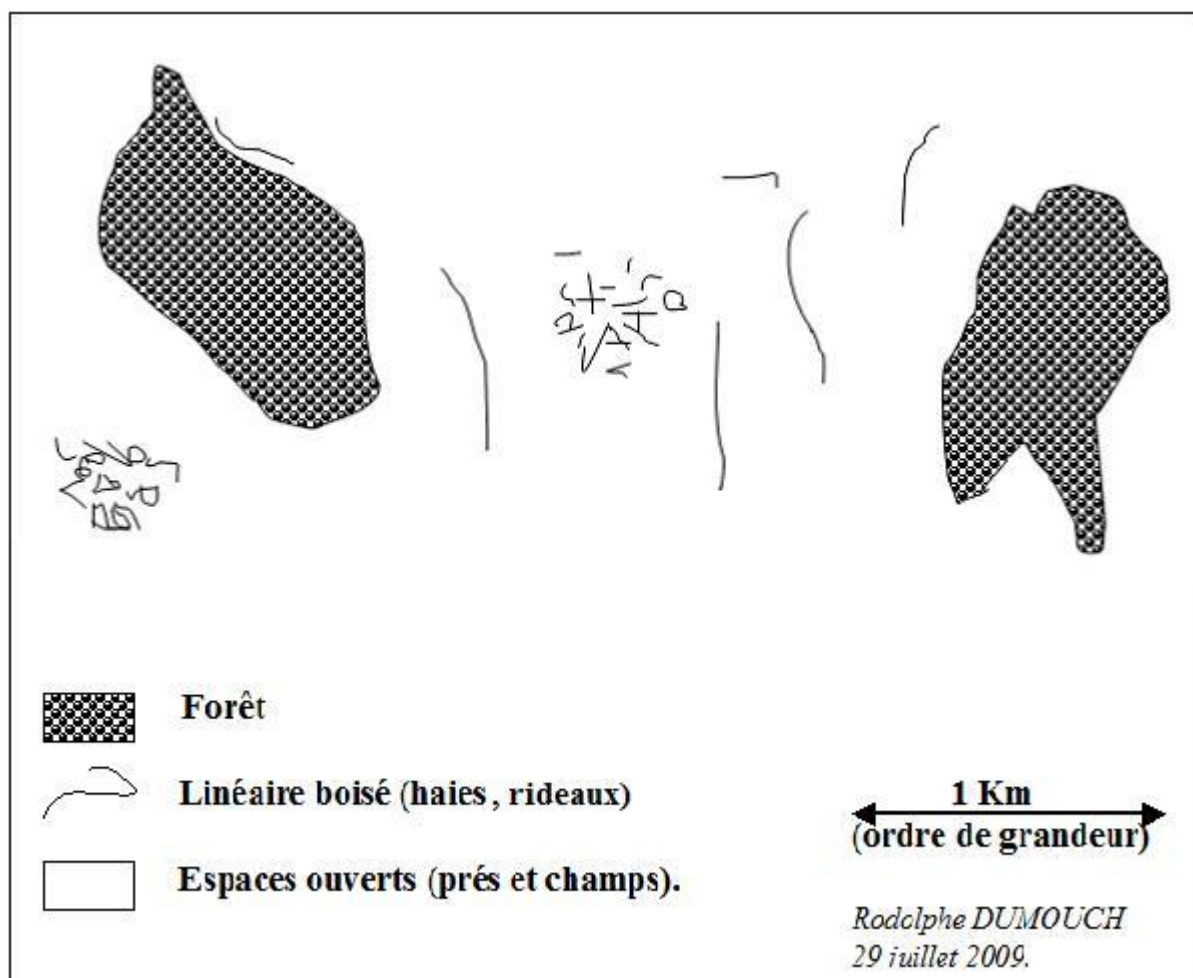 Forêt
Linéaire boisé (haies, rideaux)
Espaces ouverts (prés et champs).
1 Km
(ordre de grandeur)
Rodolphe DUMOUCH
29 juillet 2009.